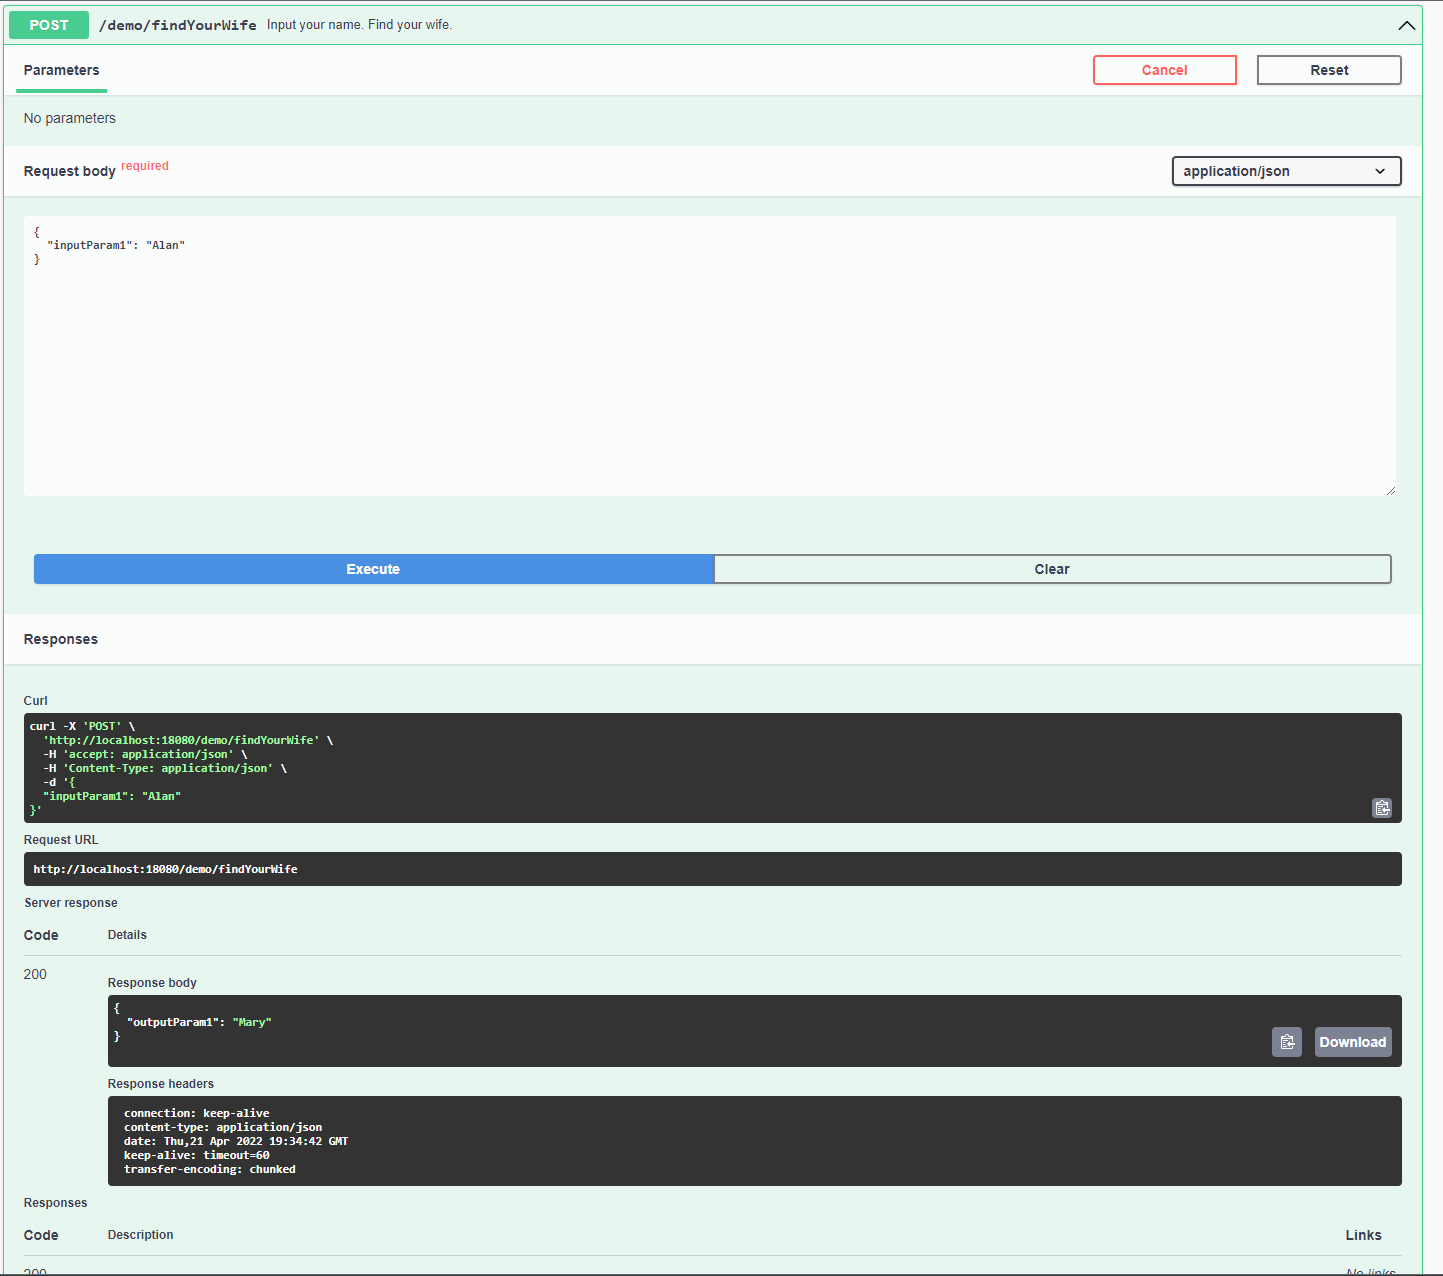 POST /demo/findYourWife Input your name. Find your wife.
Parameters
Cancel
Reset
No parameters
Request body required
application/json
{
  "inputParam1": "Alan"
}
Execute
Clear
Responses
Curl
curl -X 'POST' \
  'http://localhost:18080/demo/findYourWife' \
  -H 'accept: application/json' \
  -H 'Content-Type: application/json' \
  -d '{
  "inputParam1": "Alan"
}'
Request URL
http://localhost:18080/demo/findYourWife
Server response
Code Details
200
Response body
{
  "outputParam1": "Mary"
}
Download
Response headers
connection: keep-alive
content-type: application/json
date: Thu,21 Apr 2022 19:34:42 GMT
keep-alive: timeout=60
transfer-encoding: chunked
Responses
Code Description Links
200 No links